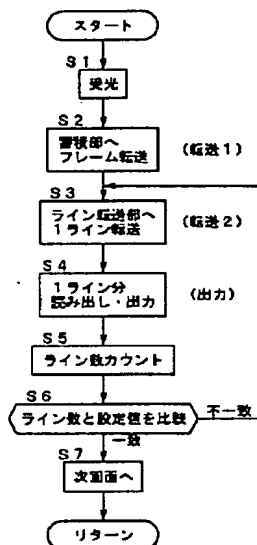 スタート
S1
受光
S2
蓄積部へ
フレーム転送
(転送1)
S3
ライン転送部へ
1ライン転送
(転送2)
S4
1ライン分
読み出し・出力
(出力)
S5
ライン数カウント
S6
ライン数と設定値を比較
不一致
一致
S7
次画面へ
リターン